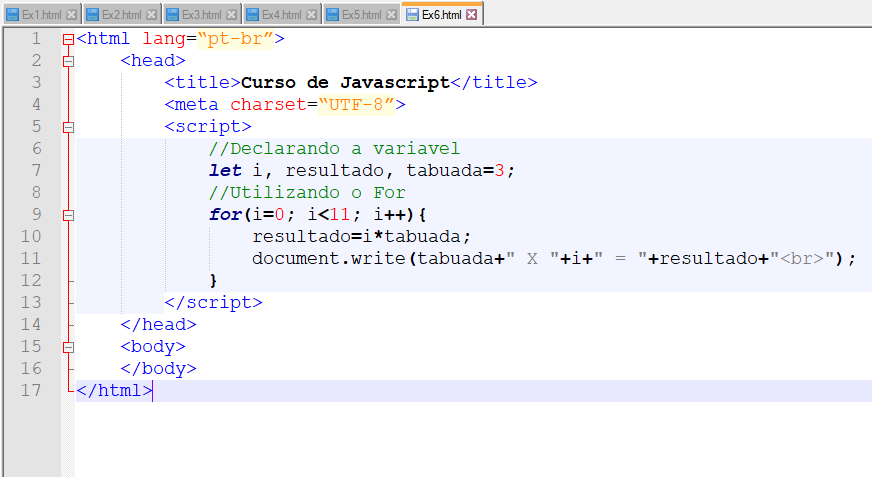 Ex1.html Ex2.html Ex3.html Ex4.html Ex5.html Ex6.html
1 <html lang=“pt-br”>
2 <head>
3 <title>Curso de Javascript</title>
4 <meta charset=“UTF-8”>
5 <script>
6 //Declarando a variavel
7 let i, resultado, tabuada=3;
8 //Utilizando o For
9 for(i=0; i<11; i++){
10 resultado=i*tabuada;
11 document.write(tabuada+" X "+i+" = "+resultado+"<br>");
12 }
13 </script>
14 </head>
15 <body>
16 </body>
17 </html>